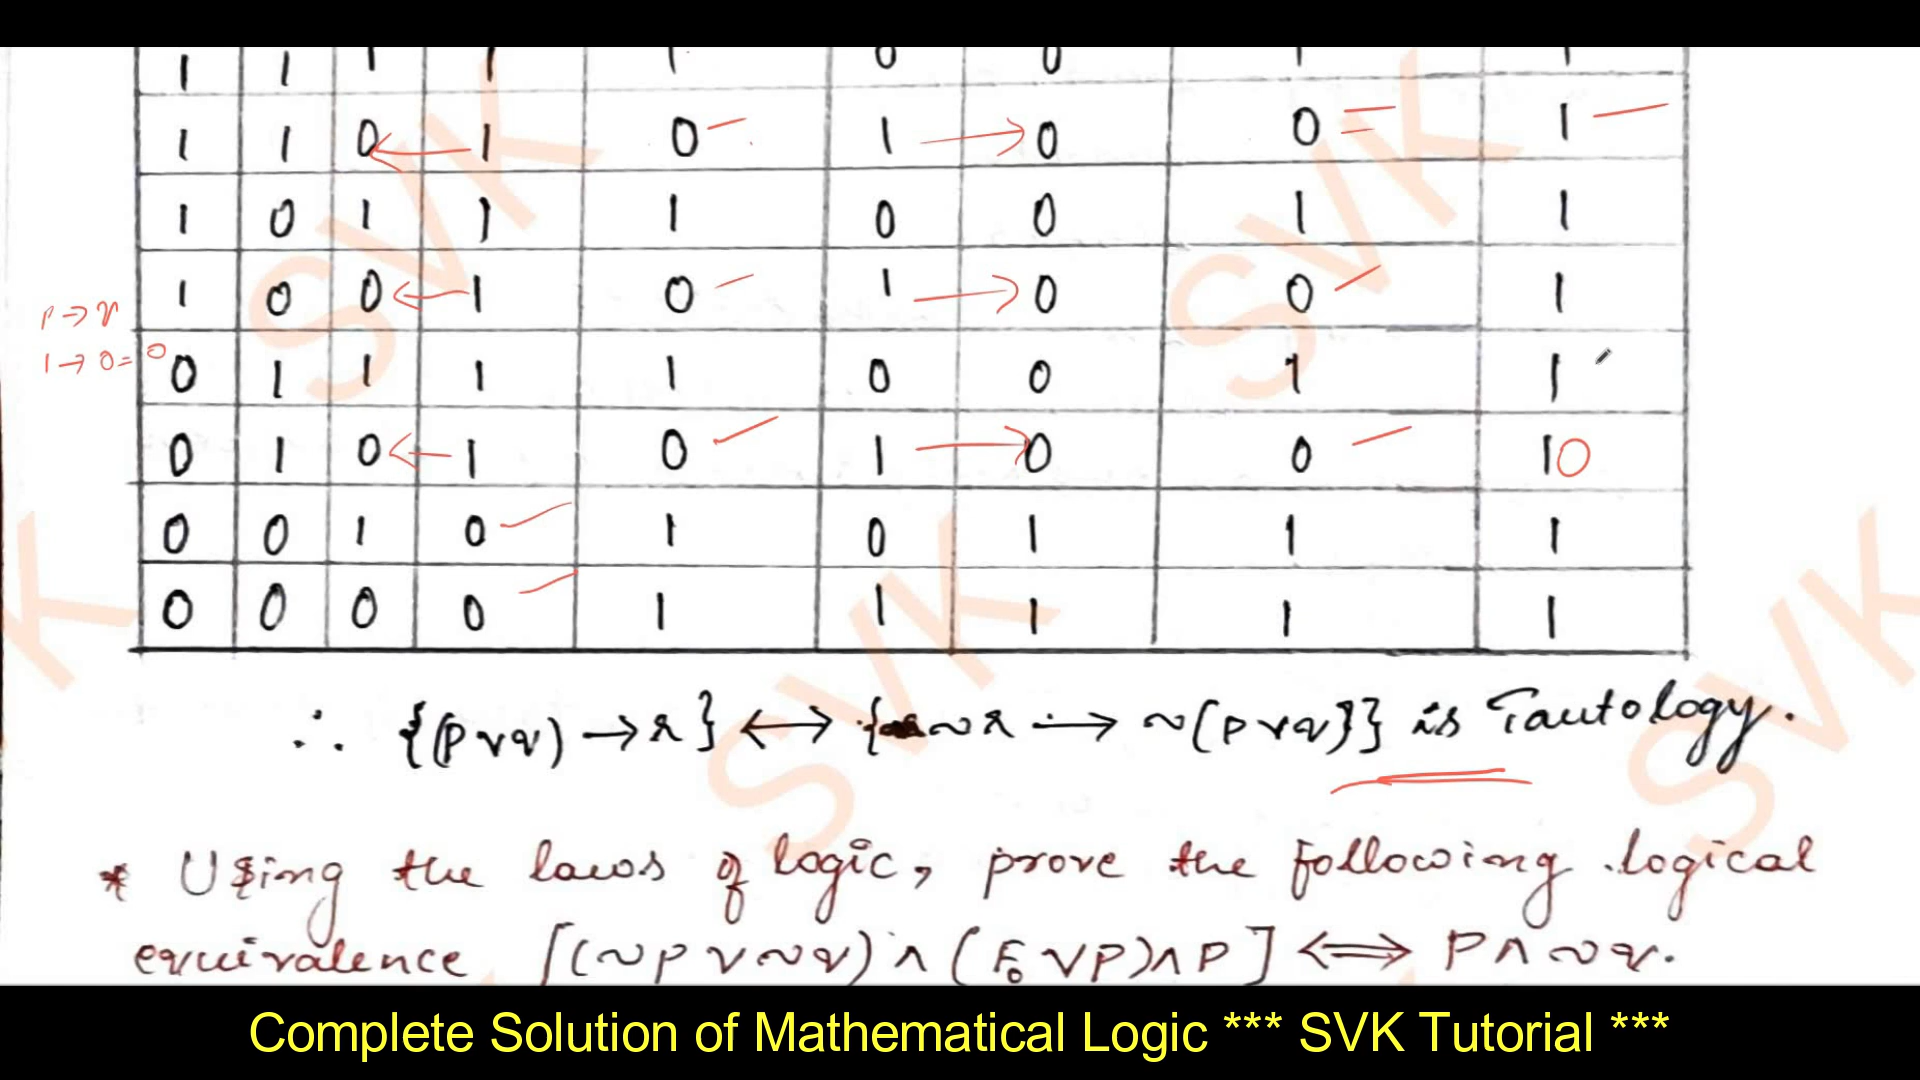 1 1 1 1 1 0 0 1 1
1 1 0 1 0 1 0 0 1
1 0 1 1 1 0 0 1 1
1 0 0 1 0 1 0 0 1
p → q
1 → 0 = 0
0 1 1 1 1 0 0 1 1
0 1 0 1 0 1 0 0 1 0
0 0 1 0 1 0 1 1 1
0 0 0 0 1 1 1 1 1
∴ {(p ∨ q) → r} ↔ {~r → ~(p ∨ q)} is Tautology.
* Using the laws of logic, prove the following logical
equivalence [(~p ∨ ~q) ∧ (F₀ ∨ p) ∧ p] ⟺ p ∧ ~q.
SVK
SVK
SVK
SVK
SVK
Complete Solution of Mathematical Logic *** SVK Tutorial ***